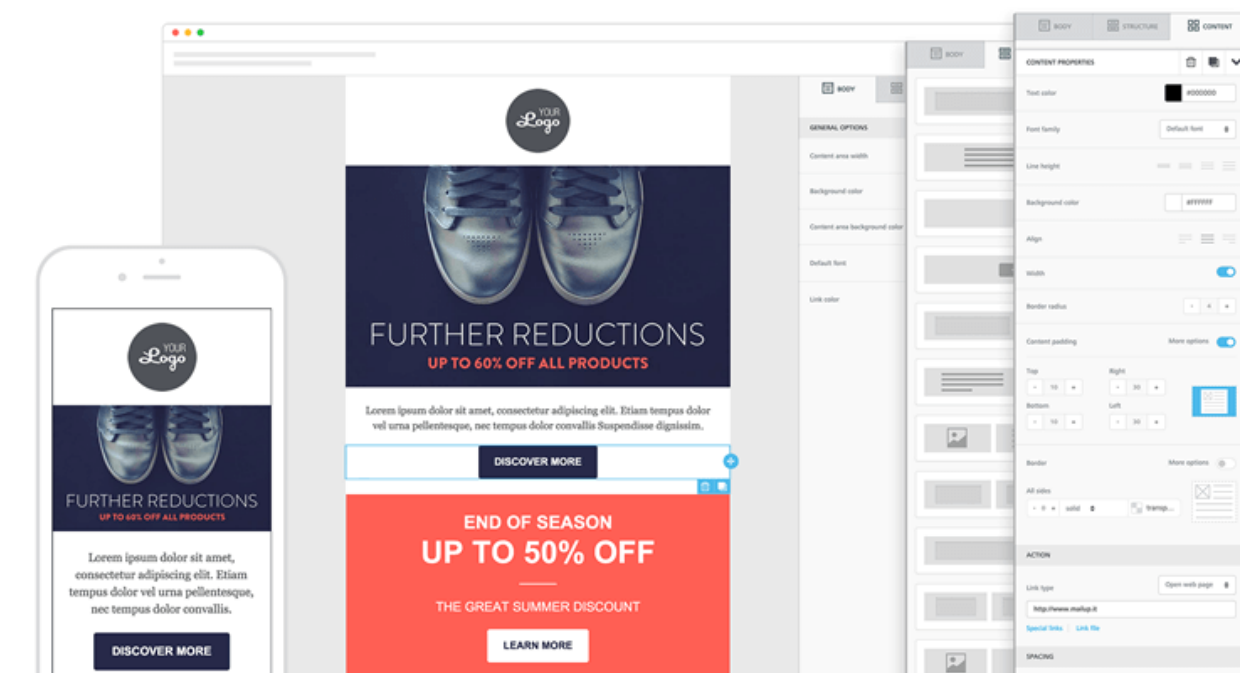 YOUR
Logo
FURTHER REDUCTIONS
UP TO 60% OFF ALL PRODUCTS
Lorem ipsum dolor sit amet,
consectetur adipiscing elit. Etiam
tempus dolor vel urna pellentesque,
nec tempus dolor convallis.
DISCOVER MORE
YOUR
Logo
FURTHER REDUCTIONS
UP TO 60% OFF ALL PRODUCTS
Lorem ipsum dolor sit amet, consectetur adipiscing elit. Etiam tempus dolor
vel urna pellentesque, nec tempus dolor convallis Suspendisse dignissim.
DISCOVER MORE
END OF SEASON
UP TO 50% OFF
THE GREAT SUMMER DISCOUNT
LEARN MORE
BODY
GENERAL OPTIONS
Content area width
Background color
Content area background color
Default font
Link color
BODY
BODY STRUCTURE CONTENT
CONTENT PROPERTIES
Text color #000000
Font family Default font
Line height
Background color #FFFFFF
Align
Width
Border radius - 4 +
Content padding More options
Top Right
- 10 + - 30 +
Bottom Left
- 10 + - 30 +
Border More options
All sides
- 0 + solid transp...
ACTION
Link type Open web page
http://www.mailup.it
Special links Link file
SPACING